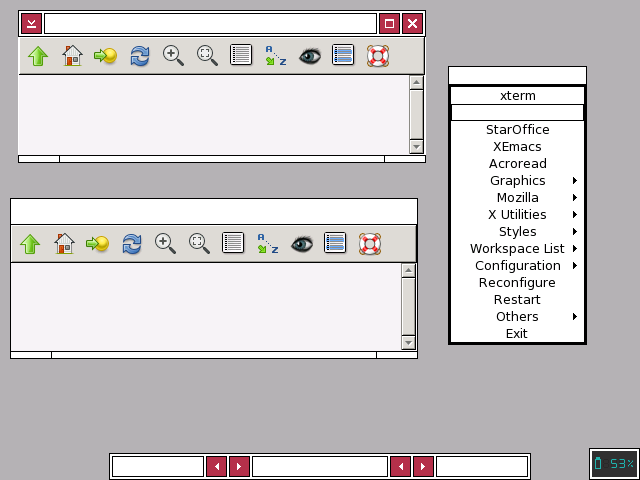 xterm
StarOffice
XEmacs
Acroread
Graphics
Mozilla
X Utilities
Styles
Workspace List
Configuration
Reconfigure
Restart
Others
Exit
53%